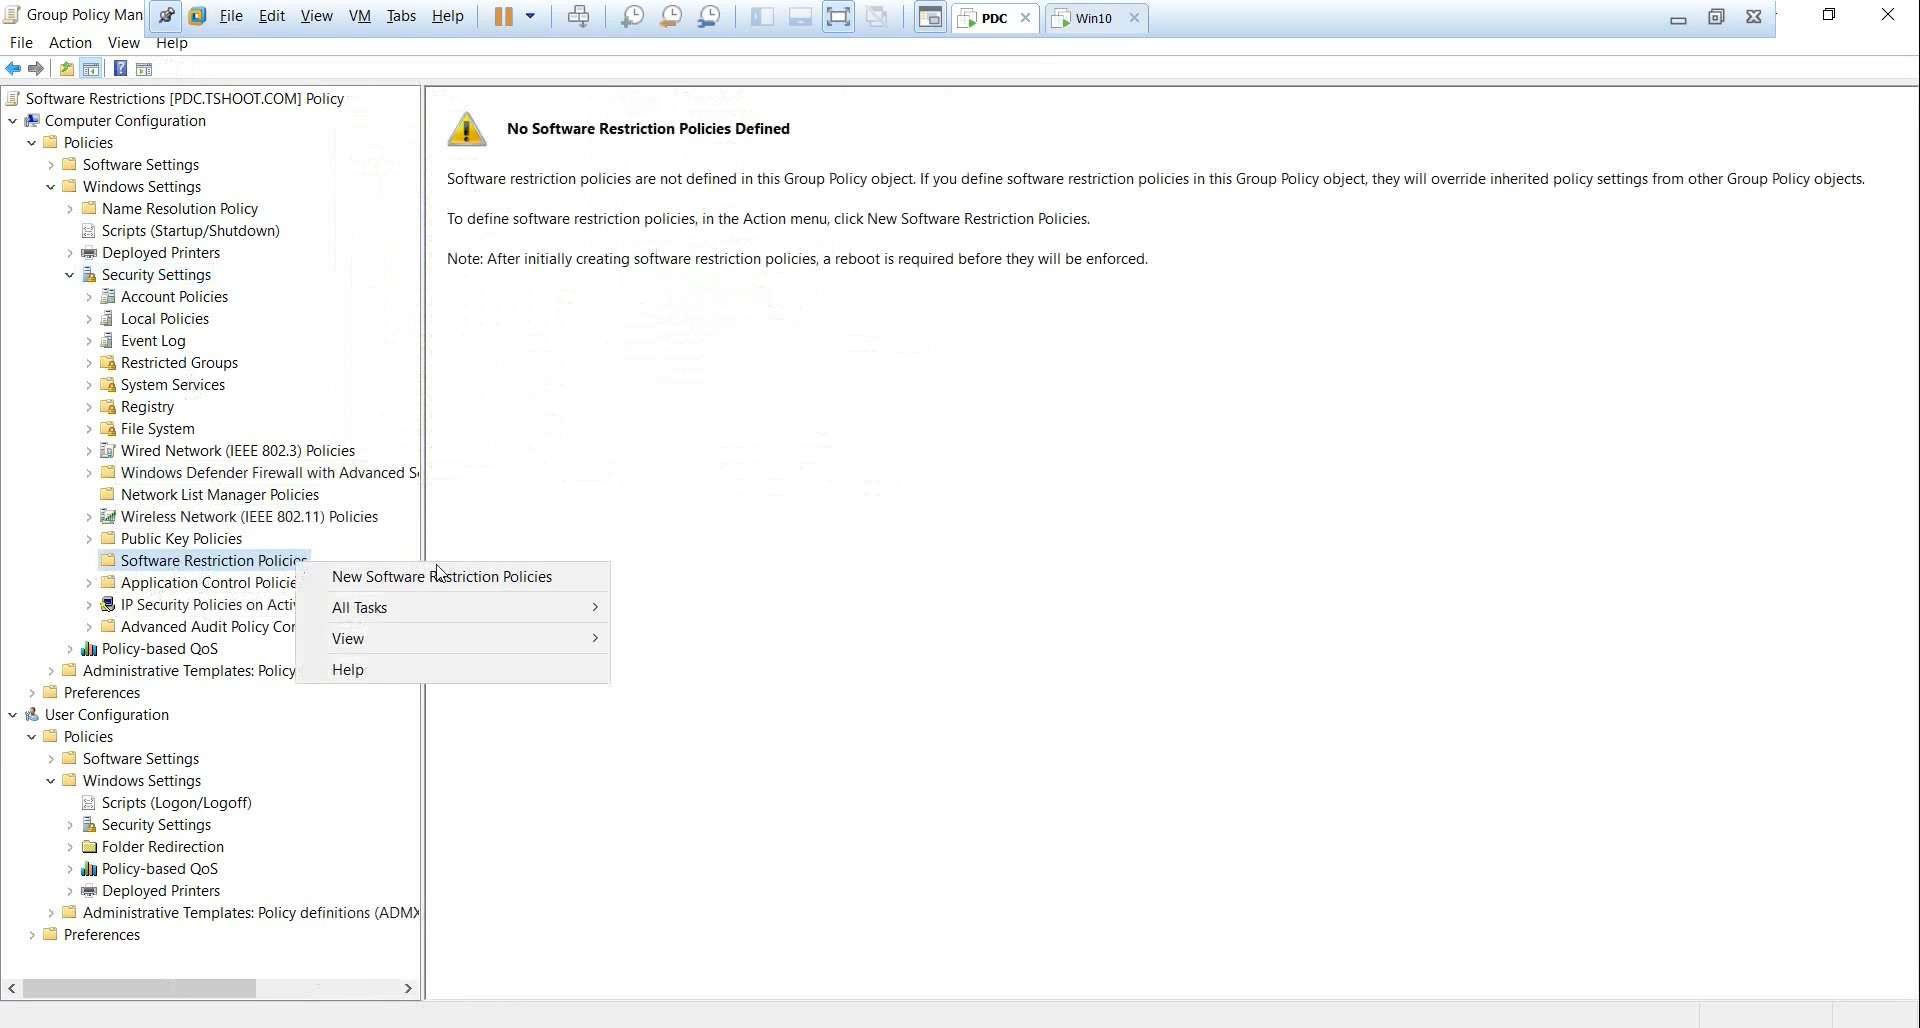 Group Policy Man
File Edit View VM Tabs Help
PDC
Win10
File Action View Help
Software Restrictions [PDC.TSHOOT.COM] Policy
Computer Configuration
Policies
Software Settings
Windows Settings
Name Resolution Policy
Scripts (Startup/Shutdown)
Deployed Printers
Security Settings
Account Policies
Local Policies
Event Log
Restricted Groups
System Services
Registry
File System
Wired Network (IEEE 802.3) Policies
Windows Defender Firewall with Advanced S
Network List Manager Policies
Wireless Network (IEEE 802.11) Policies
Public Key Policies
Software Restriction Policies
Application Control Policie
IP Security Policies on Acti
Advanced Audit Policy Cor
Policy-based QoS
Administrative Templates: Policy
Preferences
User Configuration
Policies
Software Settings
Windows Settings
Scripts (Logon/Logoff)
Security Settings
Folder Redirection
Policy-based QoS
Deployed Printers
Administrative Templates: Policy definitions (ADMX
Preferences
New Software Restriction Policies
All Tasks
View
Help
No Software Restriction Policies Defined
Software restriction policies are not defined in this Group Policy object. If you define software restriction policies in this Group Policy object, they will override inherited policy settings from other Group Policy objects.
To define software restriction policies, in the Action menu, click New Software Restriction Policies.
Note: After initially creating software restriction policies, a reboot is required before they will be enforced.